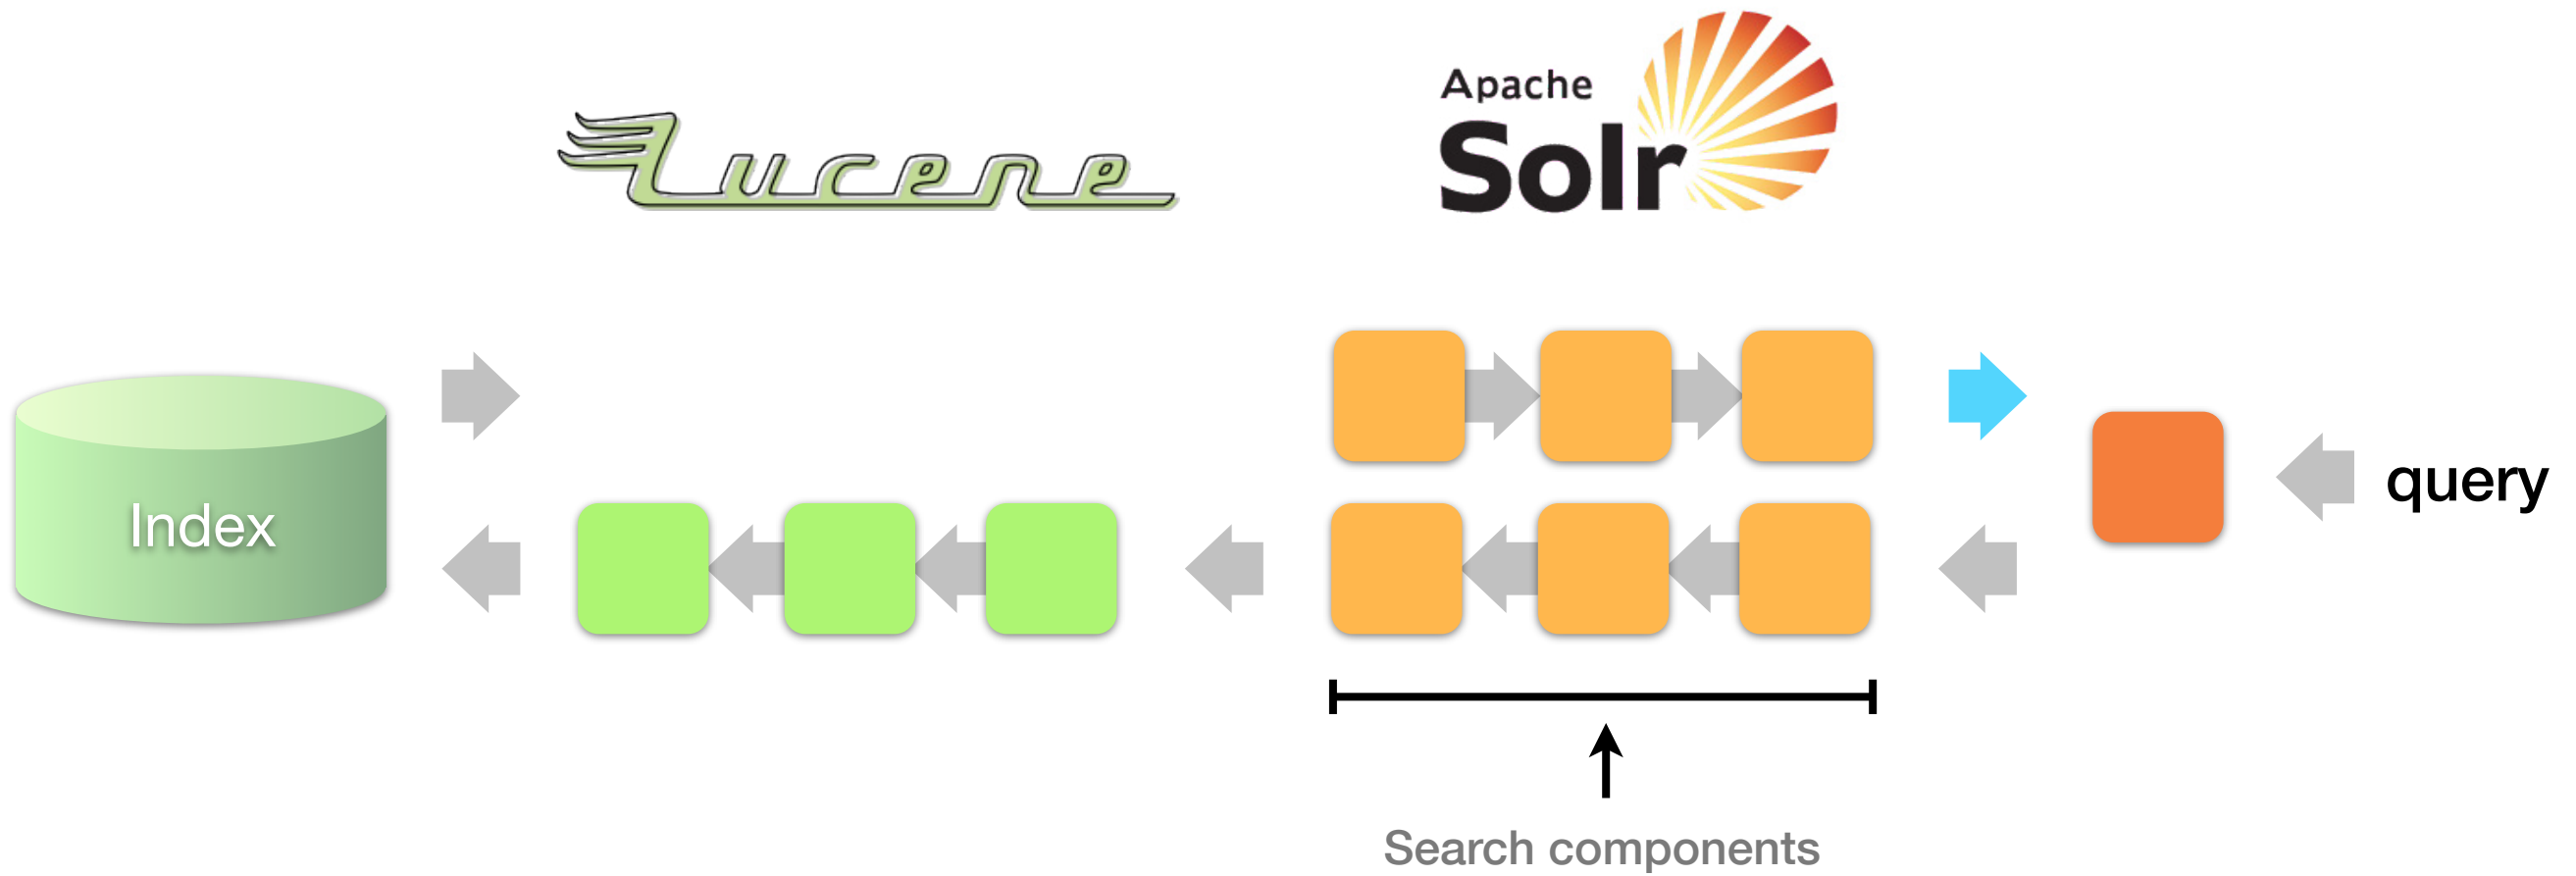 Lucene
Apache
Solr
Index
query
Search components